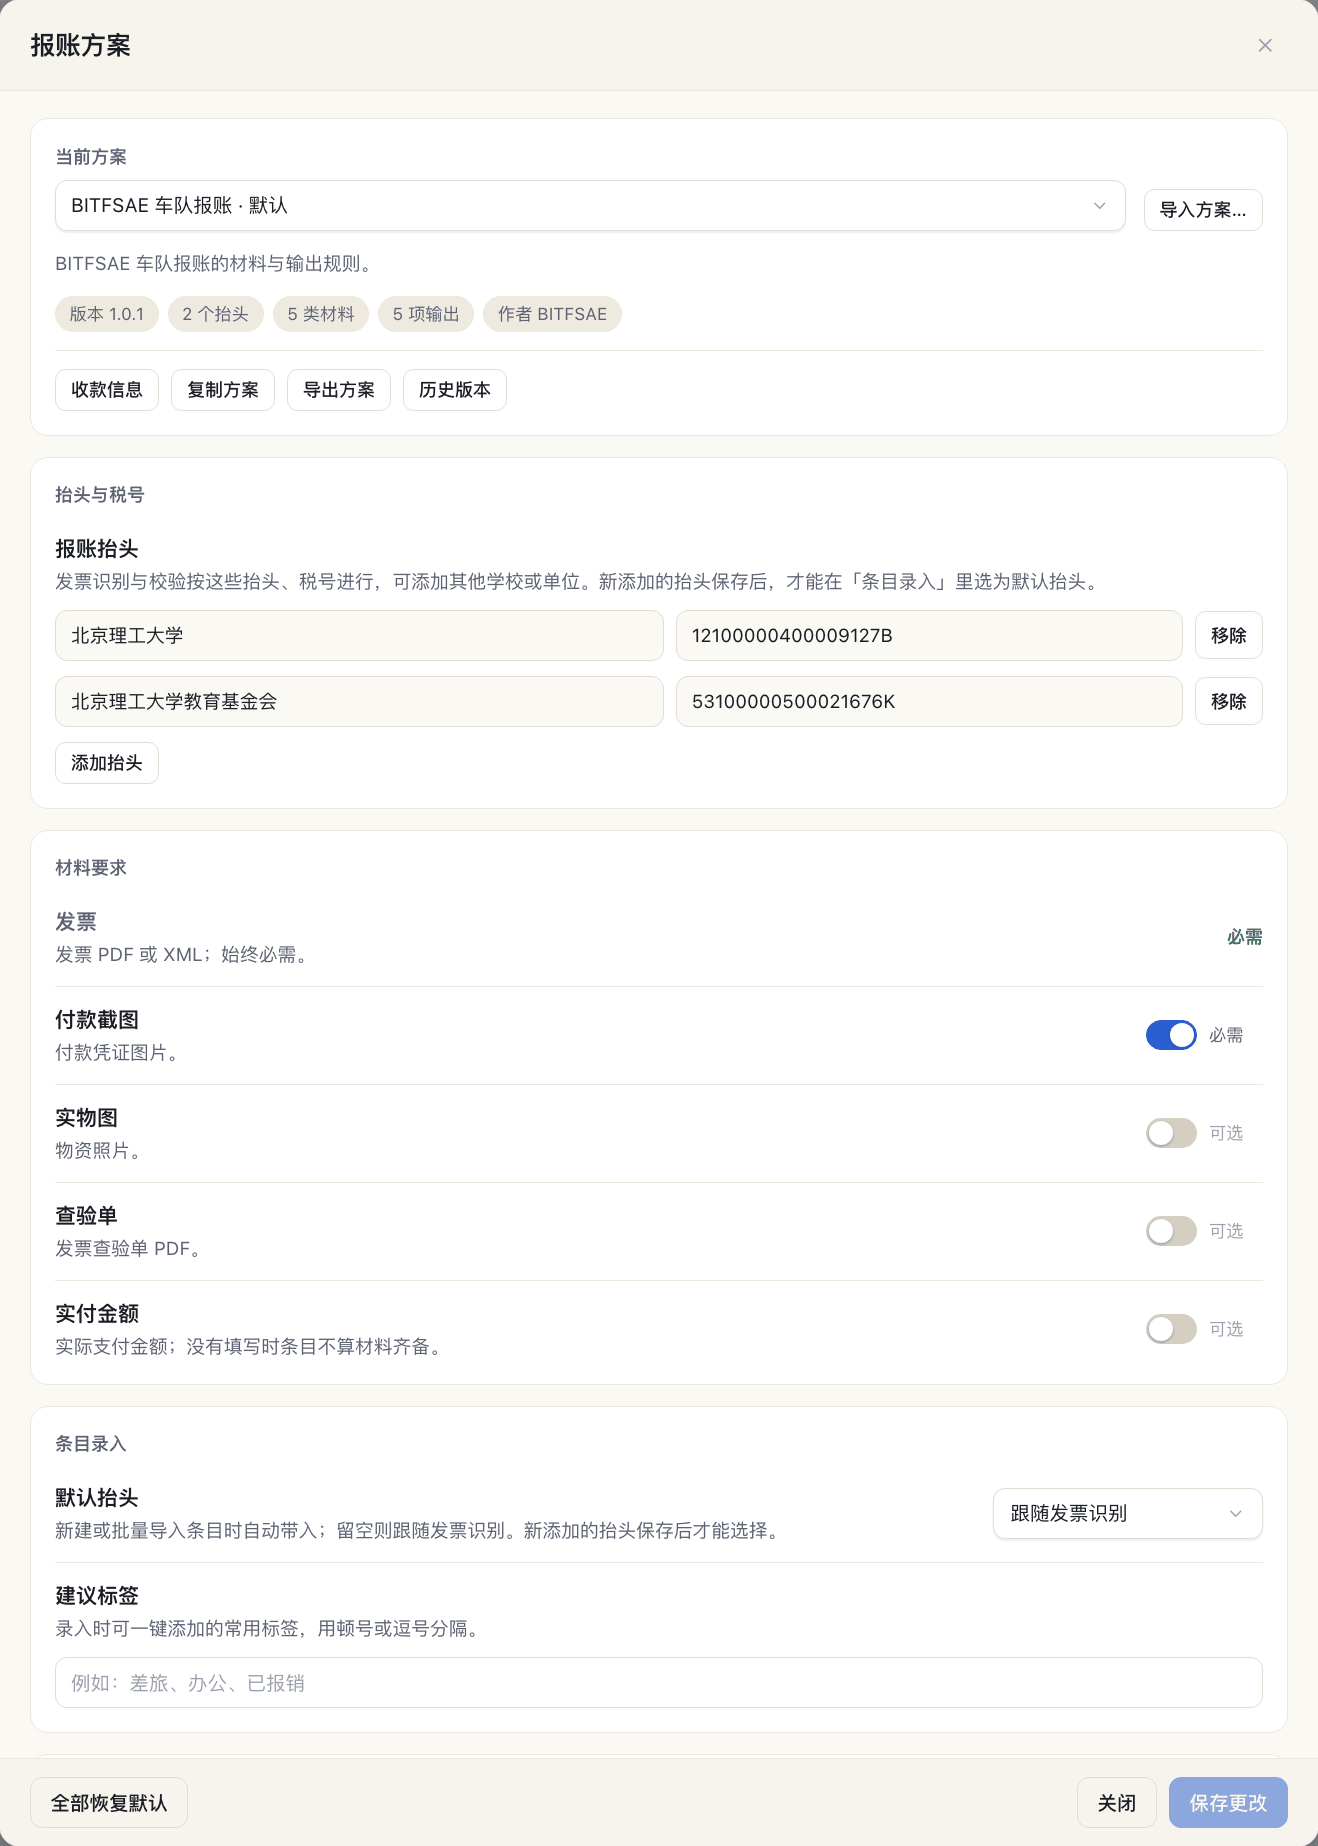 报账方案
当前方案
BITFSAE 车队报账 · 默认
导入方案...
BITFSAE 车队报账的材料与输出规则。
版本 1.0.1
2 个抬头
5 类材料
5 项输出
作者 BITFSAE
收款信息
复制方案
导出方案
历史版本
抬头与税号
报账抬头
发票识别与校验按这些抬头、税号进行，可添加其他学校或单位。新添加的抬头保存后，才能在「条目录入」里选为默认抬头。
北京理工大学
12100000400009127B
移除
北京理工大学教育基金会
53100000500021676K
移除
添加抬头
材料要求
发票
发票 PDF 或 XML；始终必需。
必需
付款截图
付款凭证图片。
必需
实物图
物资照片。
可选
查验单
发票查验单 PDF。
可选
实付金额
实际支付金额；没有填写时条目不算材料齐备。
可选
条目录入
默认抬头
新建或批量导入条目时自动带入；留空则跟随发票识别。新添加的抬头保存后才能选择。
跟随发票识别
建议标签
录入时可一键添加的常用标签，用顿号或逗号分隔。
例如：差旅、办公、已报销
全部恢复默认
关闭
保存更改